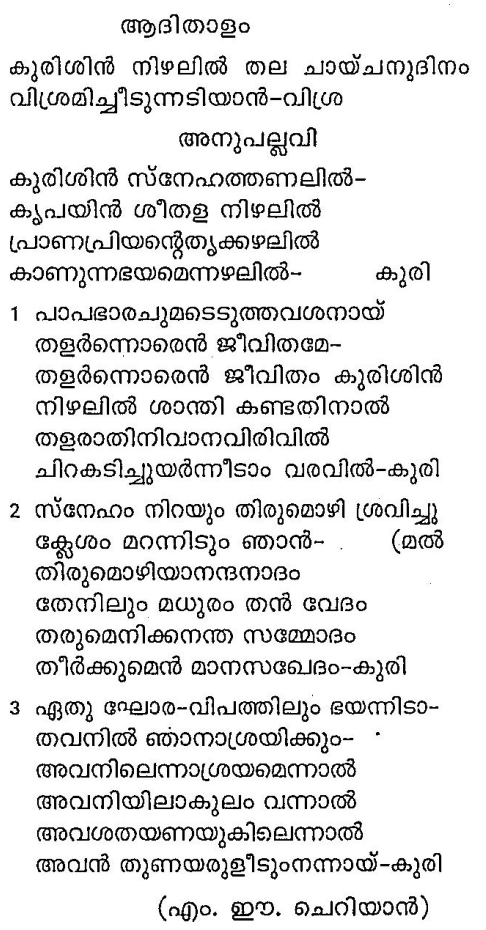 ആദിതാളം
കുരിശിൻ നിഴലിൽ തല ചായ്ചനുദിനം
വിശ്രമിച്ചീടുന്നടിയാൻ-വിശ്ര
അനുപല്ലവി
കുരിശിൻ സ്നേഹത്തണലിൽ-
കൃപയിൻ ശീതള നിഴലിൽ
പ്രാണപ്രിയന്റെതൃക്കഴലിൽ
കാണുന്നഭയമെന്നഴലിൽ- കുരി
1 പാപഭാരചുമടെടുത്തവശനായ്
തളർന്നൊരെൻ ജീവിതമേ-
തളർന്നൊരെൻ ജീവിതം കുരിശിൻ
നിഴലിൽ ശാന്തി കണ്ടതിനാൽ
തളരാതിനിവാനവിരിവിൽ
ചിറകടിച്ചുയർന്നീടാം വരവിൽ-കുരി
2 സ്നേഹം നിറയും തിരുമൊഴി ശ്രവിച്ചു
ക്ലേശം മറന്നിടും ഞാൻ- (മൽ
തിരുമൊഴിയാനന്ദനാദം
തേനിലും മധുരം തൻ വേദം
തരുമെനിക്കനന്ത സമ്മോദം
തീർക്കുമെൻ മാനസഖേദം-കുരി
3 ഏതു ഘോര-വിപത്തിലും ഭയന്നിടാ-
തവനിൽ ഞാനാശ്രയിക്കും-
അവനിലെന്നാശ്രയമെന്നാൽ
അവനിയിലാകുലം വന്നാൽ
അവശതയണയുകിലെന്നാൽ
അവൻ തുണയരുളീടുംനന്നായ്-കുരി
(എം. ഈ. ചെറിയാൻ)